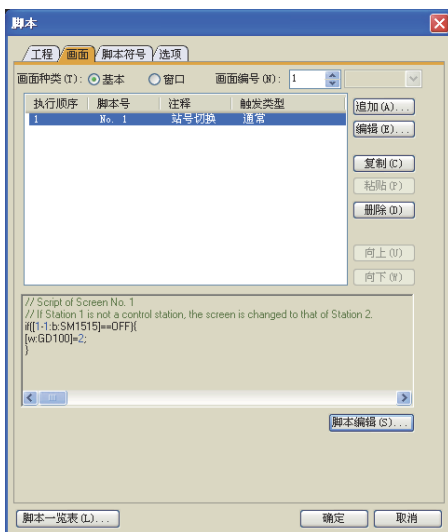 脚本
工程 画面 脚本符号 选项
画面种类(T): 基本 窗口 画面编号(N): 1
执行顺序 脚本号 注释 触发类型
1 No. 1 站号切换 通常
追加(A)...
编辑(E)...
复制(C)
粘贴(P)
删除(D)
向上(U)
向下(W)
// Script of Screen No. 1
// If Station 1 is not a control station, the screen is changed to that of Station 2.
if([1-1:b:SM1515]==OFF){
[w:GD100]=2;
}
脚本编辑(S)...
脚本一览表(L)... 确定 取消